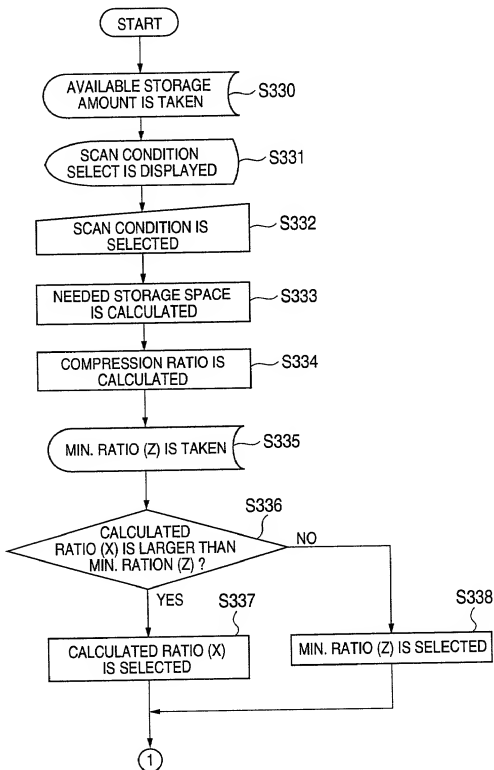 START
AVAILABLE STORAGE
AMOUNT IS TAKEN
S330
SCAN CONDITION
SELECT IS DISPLAYED
S331
SCAN CONDITION IS
SELECTED
S332
NEEDED STORAGE SPACE
IS CALCULATED
S333
COMPRESSION RATIO IS
CALCULATED
S334
MIN. RATIO (Z) IS TAKEN
S335
S336
CALCULATED
RATIO (X) IS LARGER THAN
MIN. RATION (Z) ?
NO
YES
S337
CALCULATED RATIO (X)
IS SELECTED
S338
MIN. RATIO (Z) IS SELECTED
1